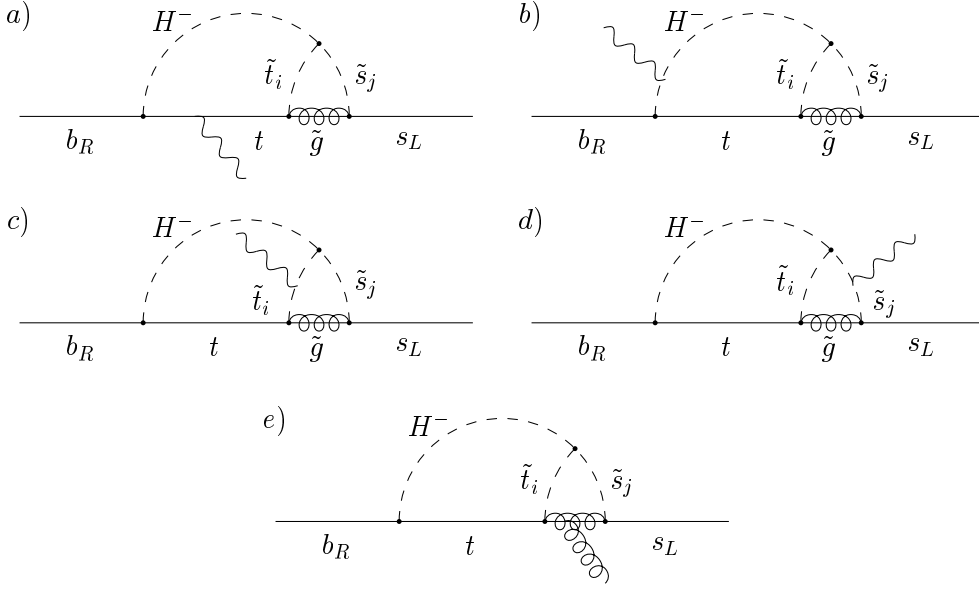 a) H⁻ t̃ᵢ s̃ⱼ
b_R t g̃ s_L
b) H⁻ t̃ᵢ s̃ⱼ
b_R t g̃ s_L
c) H⁻ s̃ⱼ
t̃ᵢ
b_R t g̃ s_L
d) H⁻ t̃ᵢ
s̃ⱼ
b_R t g̃ s_L
e) H⁻ t̃ᵢ s̃ⱼ
b_R t s_L